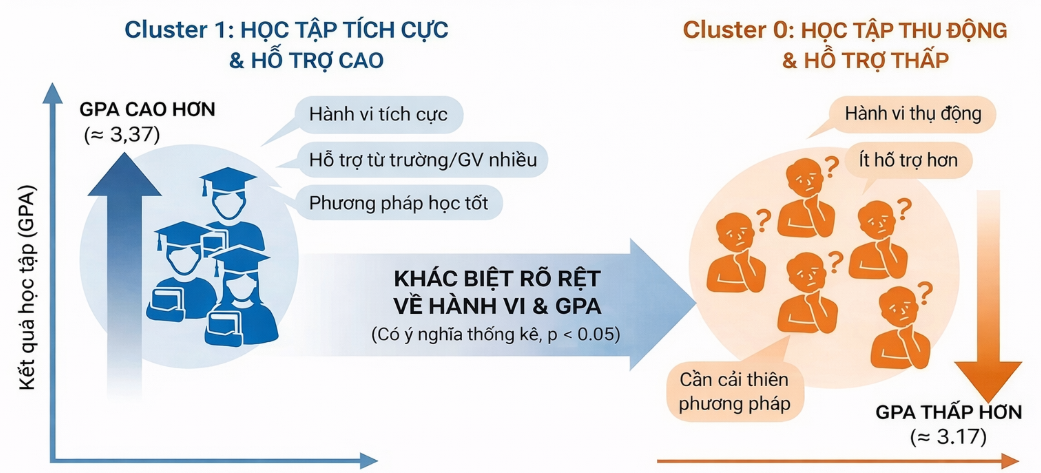 Cluster 1: HỌC TẬP TÍCH CỰC
& HỖ TRỢ CAO
Cluster 0: HỌC TẬP THU ĐỘNG
& HỒ TRỢ THẤP
GPA CAO HƠN
(≈ 3,37)
Hành vi tích cực
Hỗ trợ từ trường/GV nhiều
Phương pháp học tốt
Kết quả học tập (GPA)
KHÁC BIỆT RÕ RỆT
VỀ HÀNH VI & GPA
(Có ý nghĩa thống kê, p < 0.05)
Hành vi thụ động
Ít hố trợ hơn
?
?
?
?
?
Cần cải thiên
phương pháp
GPA THẤP HƠN
(≈ 3.17)